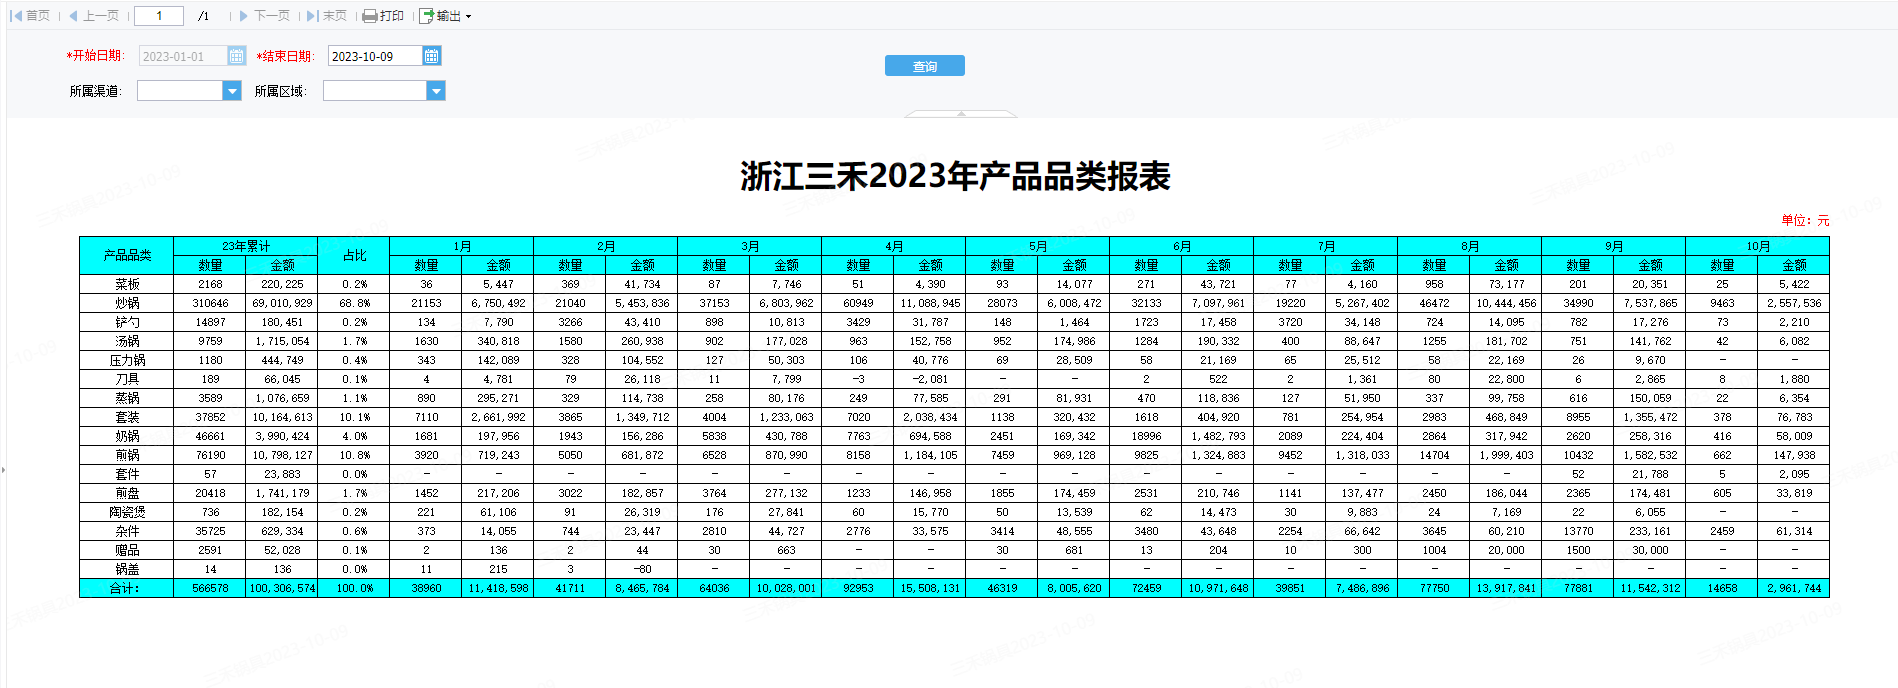 首页 上一页 1 /1 下一页 末页 打印 输出
*开始日期: 2023-01-01 *结束日期: 2023-10-09 查询
所属渠道: 所属区域:
浙江三禾2023年产品品类报表
单位: 元
产品品类 23年累计 占比 1月 2月 3月 4月 5月 6月 7月 8月 9月 10月
数量 金额 数量 金额 数量 金额 数量 金额 数量 金额 数量 金额 数量 金额 数量 金额 数量 金额 数量 金额 数量 金额
菜板 2168 220,225 0.2% 36 5,447 369 41,734 87 7,746 51 4,390 93 14,077 271 43,721 77 4,160 958 73,177 201 20,351 25 5,422
炒锅 310646 69,010,929 68.8% 21153 6,750,492 21040 5,453,836 37153 6,803,962 60949 11,088,945 28073 6,008,472 32133 7,097,961 19220 5,267,402 46472 10,444,456 34990 7,537,865 9463 2,557,536
铲勺 14897 180,451 0.2% 134 7,790 3266 43,410 898 10,813 3429 31,787 148 1,464 1723 17,458 3720 34,148 724 14,095 782 17,276 73 2,210
汤锅 9759 1,715,054 1.7% 1630 340,818 1580 260,938 902 177,028 963 152,758 952 174,986 1284 190,332 400 88,647 1255 181,702 751 141,762 42 6,082
压力锅 1180 444,749 0.4% 343 142,089 328 104,552 127 50,303 106 40,776 69 28,509 58 21,169 65 25,512 58 22,169 26 9,670 - -
刀具 189 66,045 0.1% 4 4,781 79 26,118 11 7,799 -3 -2,081 - - 2 522 2 1,361 80 22,800 6 2,865 8 1,880
蒸锅 3589 1,076,659 1.1% 890 295,271 329 114,738 258 80,176 249 77,585 291 81,931 470 118,836 127 51,950 337 99,758 616 150,059 22 6,354
套装 37852 10,164,613 10.1% 7110 2,661,992 3865 1,349,712 4004 1,233,063 7020 2,038,434 1138 320,432 1618 404,920 781 254,954 2983 468,849 8955 1,355,472 378 76,783
奶锅 46661 3,990,424 4.0% 1681 197,956 1943 156,286 5838 430,788 7763 694,588 2451 169,342 18996 1,482,793 2089 224,404 2864 317,942 2620 258,316 416 58,009
煎锅 76190 10,798,127 10.8% 3920 719,243 5050 681,872 6528 870,990 8158 1,184,105 7459 969,128 9825 1,324,883 9452 1,318,033 14704 1,999,403 10432 1,582,532 662 147,938
套件 57 23,883 0.0% - - - - - - - - - - - - - - - - 52 21,788 5 2,095
煎盘 20418 1,741,179 1.7% 1452 217,206 3022 182,857 3764 277,132 1233 146,958 1855 174,459 2531 210,746 1141 137,477 2450 186,044 2365 174,481 605 33,819
陶瓷煲 736 182,154 0.2% 221 61,106 91 26,319 176 27,841 60 15,770 50 13,539 62 14,473 30 9,883 24 7,169 22 6,055 - -
杂件 35725 629,334 0.6% 373 14,055 744 23,447 2810 44,727 2776 33,575 3414 48,555 3480 43,648 2254 66,642 3645 60,210 13770 233,161 2459 61,314
赠品 2591 52,028 0.1% 2 136 2 44 30 663 - - 30 681 13 204 10 300 1004 20,000 1500 30,000 - -
锅盖 14 136 0.0% 11 215 3 -80 - - - - - - - - - - - - - - - -
合计: 566578 100,306,574 100.0% 38960 11,418,598 41711 8,465,784 64036 10,028,001 92953 15,508,131 46319 8,005,620 72459 10,971,648 39851 7,486,896 77750 13,917,841 77881 11,542,312 14658 2,961,744